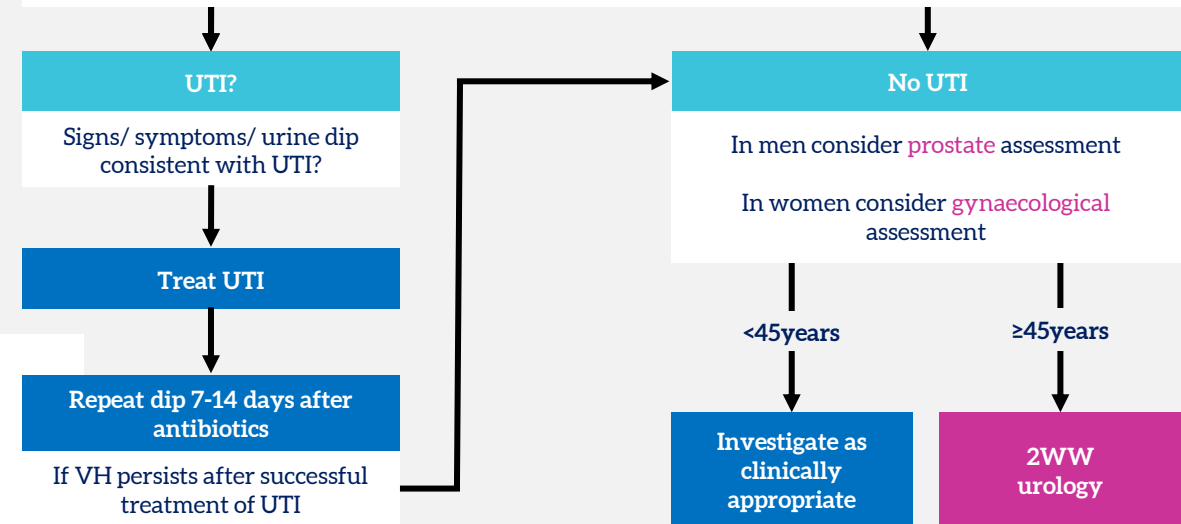 UTI?
Signs/ symptoms/ urine dip
consistent with UTI?
Treat UTI
Repeat dip 7-14 days after
antibiotics
If VH persists after successful
treatment of UTI
No UTI
In men consider prostate assessment
In women consider gynaecological
assessment
<45years
≥45years
Investigate as
clinically
appropriate
2WW
urology